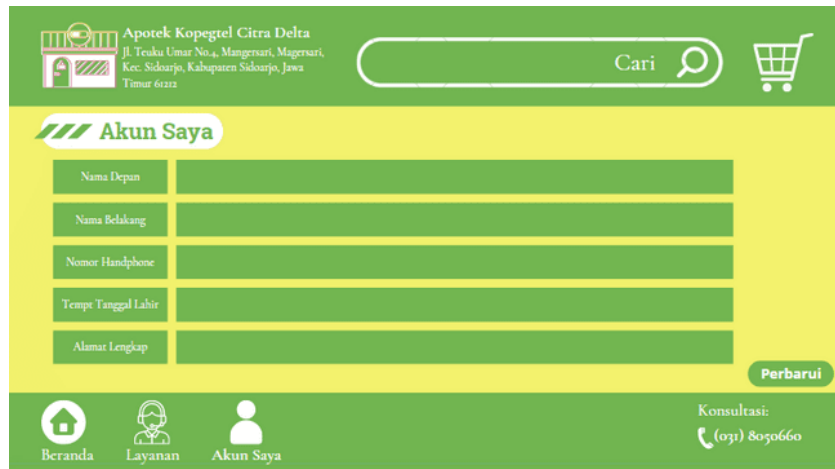 Apotek Kopegtel Citra Delta
Jl. Teuku Umar No.4, Mangersari, Magersari,
Kec. Sidoarjo, Kabupaten Sidoarjo, Jawa
Timur 61212
Cari
Akun Saya
Nama Depan
Nama Belakang
Nomor Handphone
Tempt Tanggal Lahir
Alamat Lengkap
Perbarui
Beranda
Layanan
Akun Saya
Konsultasi:
(031) 8050660